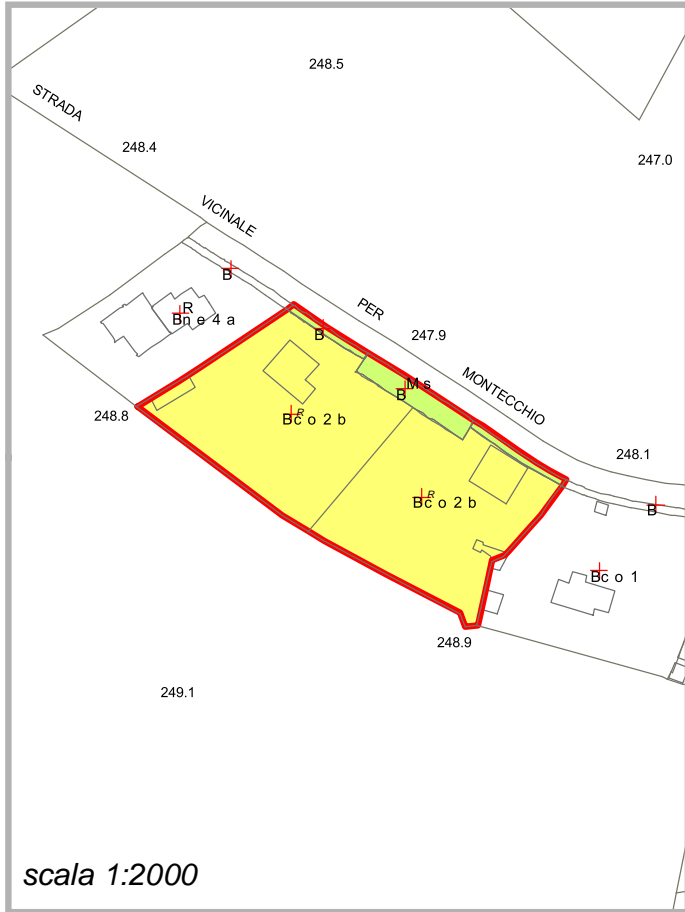 248.5
STRADA
248.4
247.0
VICINALE
B
R
Bn e 4 a
PER
B
247.9
Ms
B
MONTECCHIO
248.8
R
Bc o 2 b
248.1
R
Bc o 2 b
B
Bc o 1
248.9
249.1
scala 1:2000